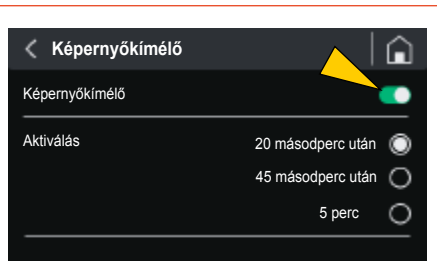 Képernyőkímélő
Képernyőkímélő
Aktiválás
20 másodperc után
45 másodperc után
5 perc